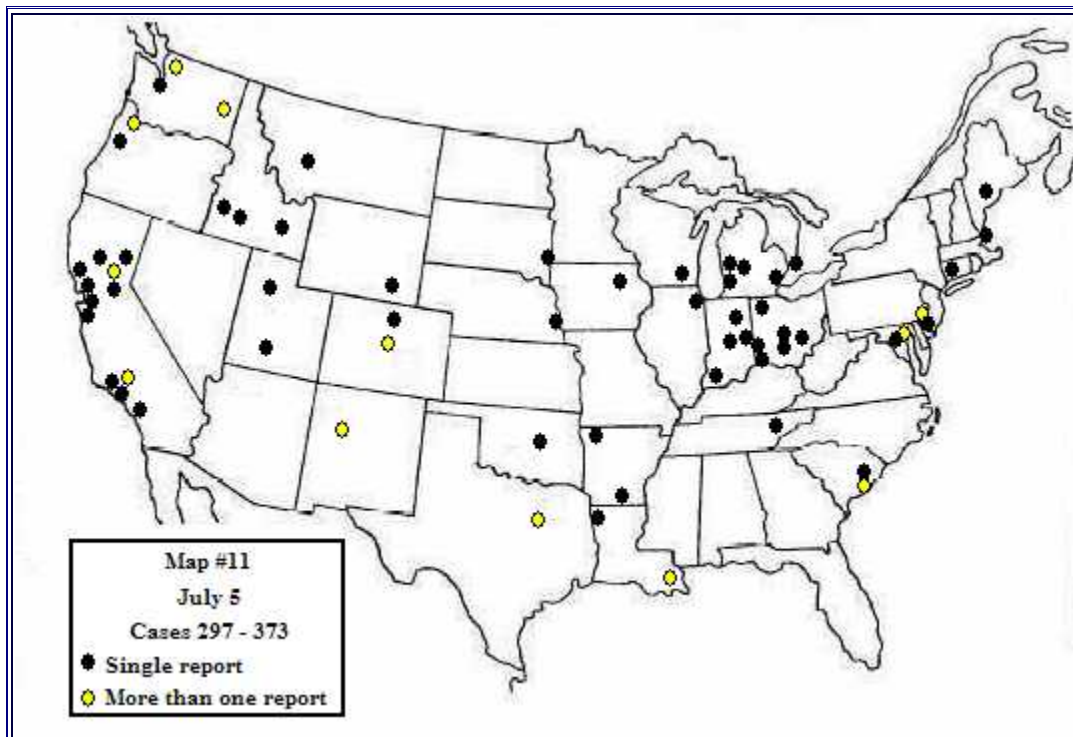 Map #11
July 5
Cases 297 - 373
Single report
More than one report